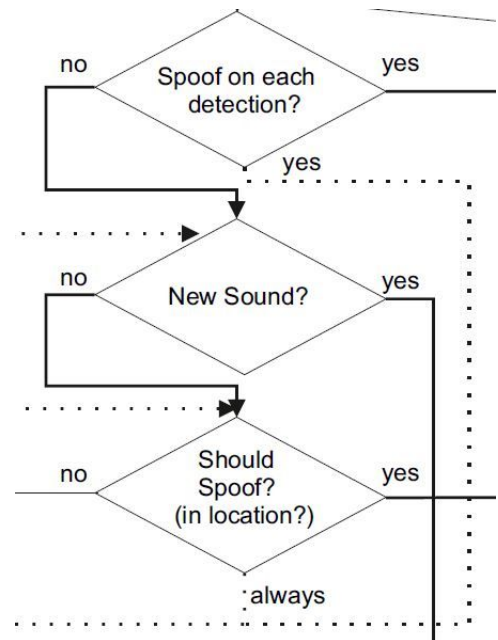 no
Spoof on each
detection?
yes
yes
no
New Sound?
yes
no
Should
Spoof?
(in location?)
yes
always